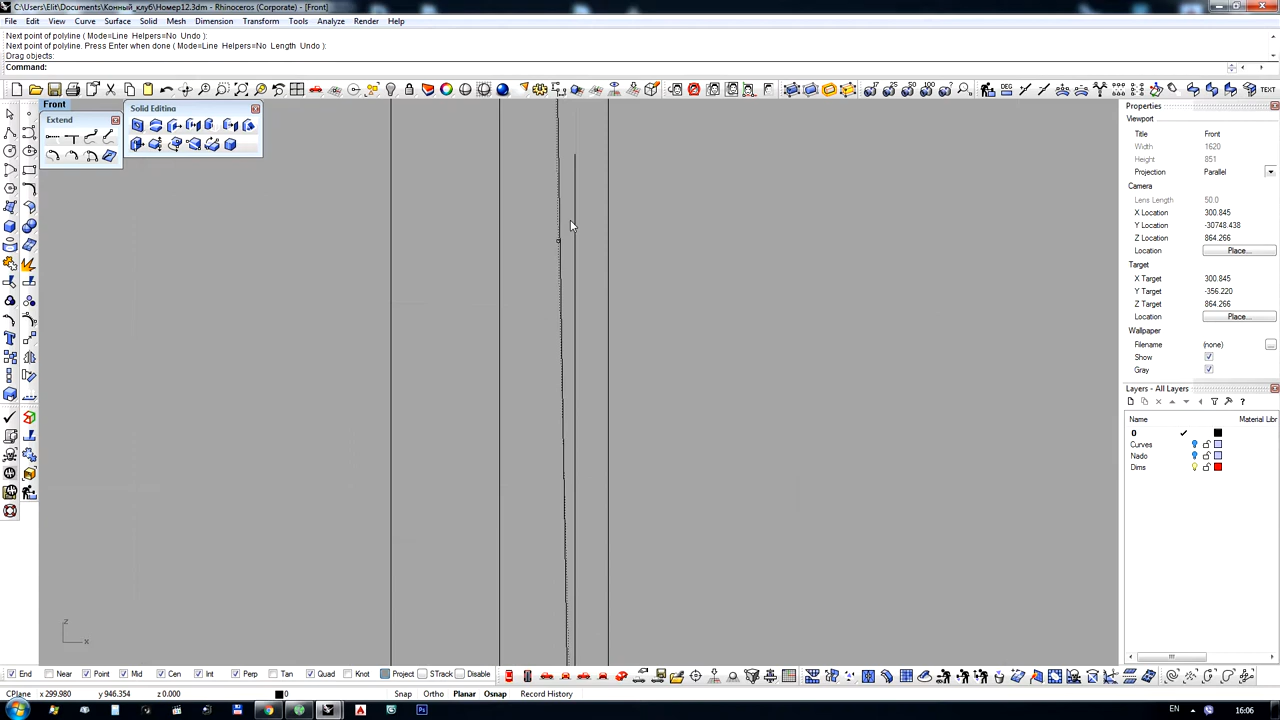 C:\Users\Elit\Documents\Конный_клуб\Номер12.3dm - Rhinoceros (Corporate) - [Front]
File Edit View Curve Surface Solid Mesh Dimension Transform Tools Analyze Render Help
Next point of polyline ( Mode=Line Helpers=No Undo ):
Next point of polyline. Press Enter when done ( Mode=Line Helpers=No Length Undo ):
Drag objects:
Command:
TEXT
Front
Solid Editing
Extend
Properties
Viewport
Title Front
Width 1620
Height 851
Projection Parallel
Camera
Lens Length 50.0
X Location 300.845
Y Location -30748.438
Z Location 864.266
Location Place...
Target
X Target 300.845
Y Target -356.220
Z Target 864.266
Location Place...
Wallpaper
Filename (none) ...
Show
Gray
Layers - All Layers
Name Material Libr
0
Curves
Nado
Dims
z
x
End Near Point Mid Cen Int Perp Tan Quad Knot Project STrack Disable
CPlane x 299.980 y 946.354 z 0.000 0 Snap Ortho Planar Osnap Record History
EN 16:06